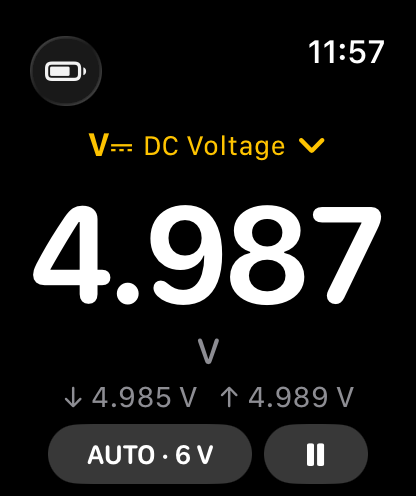 11:57
V⎓ DC Voltage
4.987
V
↓ 4.985 V ↑ 4.989 V
AUTO · 6 V